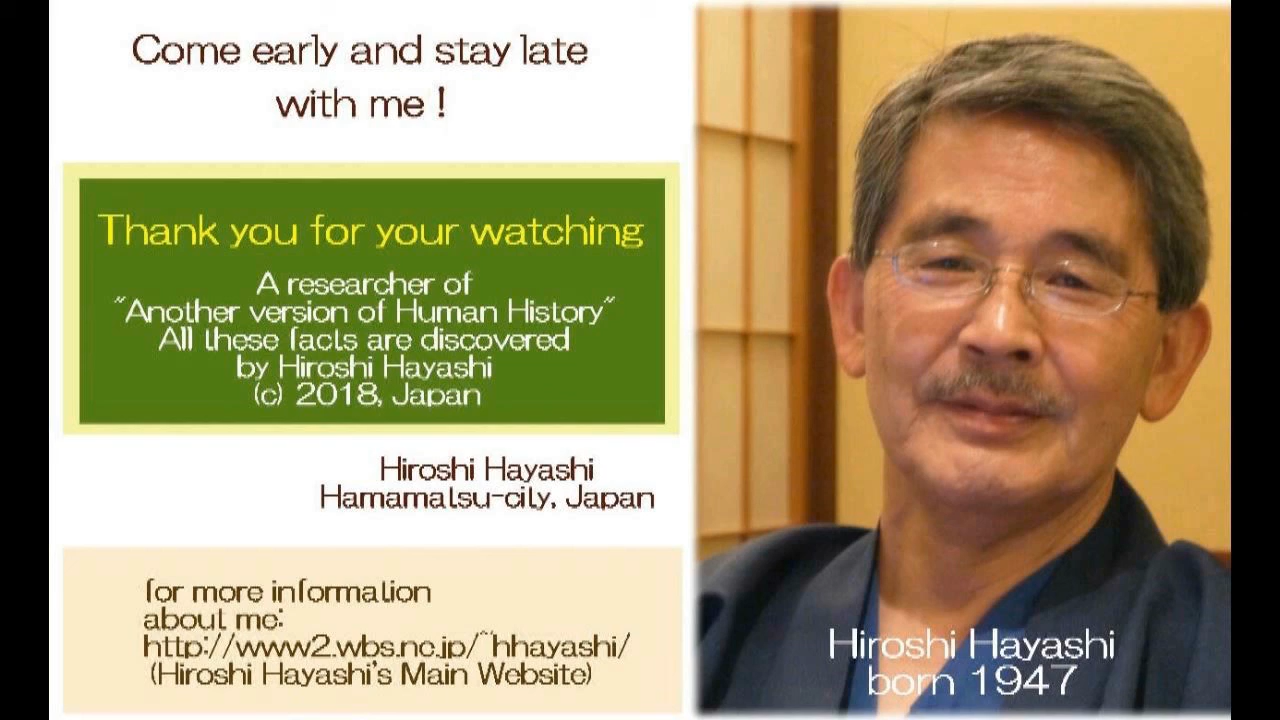 Come early and stay late
with me !
Thank you for your watching
A researcher of
"Another version of Human History"
All these facts are discovered
by Hiroshi Hayashi
(c) 2018, Japan
Hiroshi Hayashi
Hamamatsu-city, Japan
for more information
about me:
http://www2.wbs.ne.jp/~hhayashi/
(Hiroshi Hayashi's Main Website)
Hiroshi Hayashi
born 1947